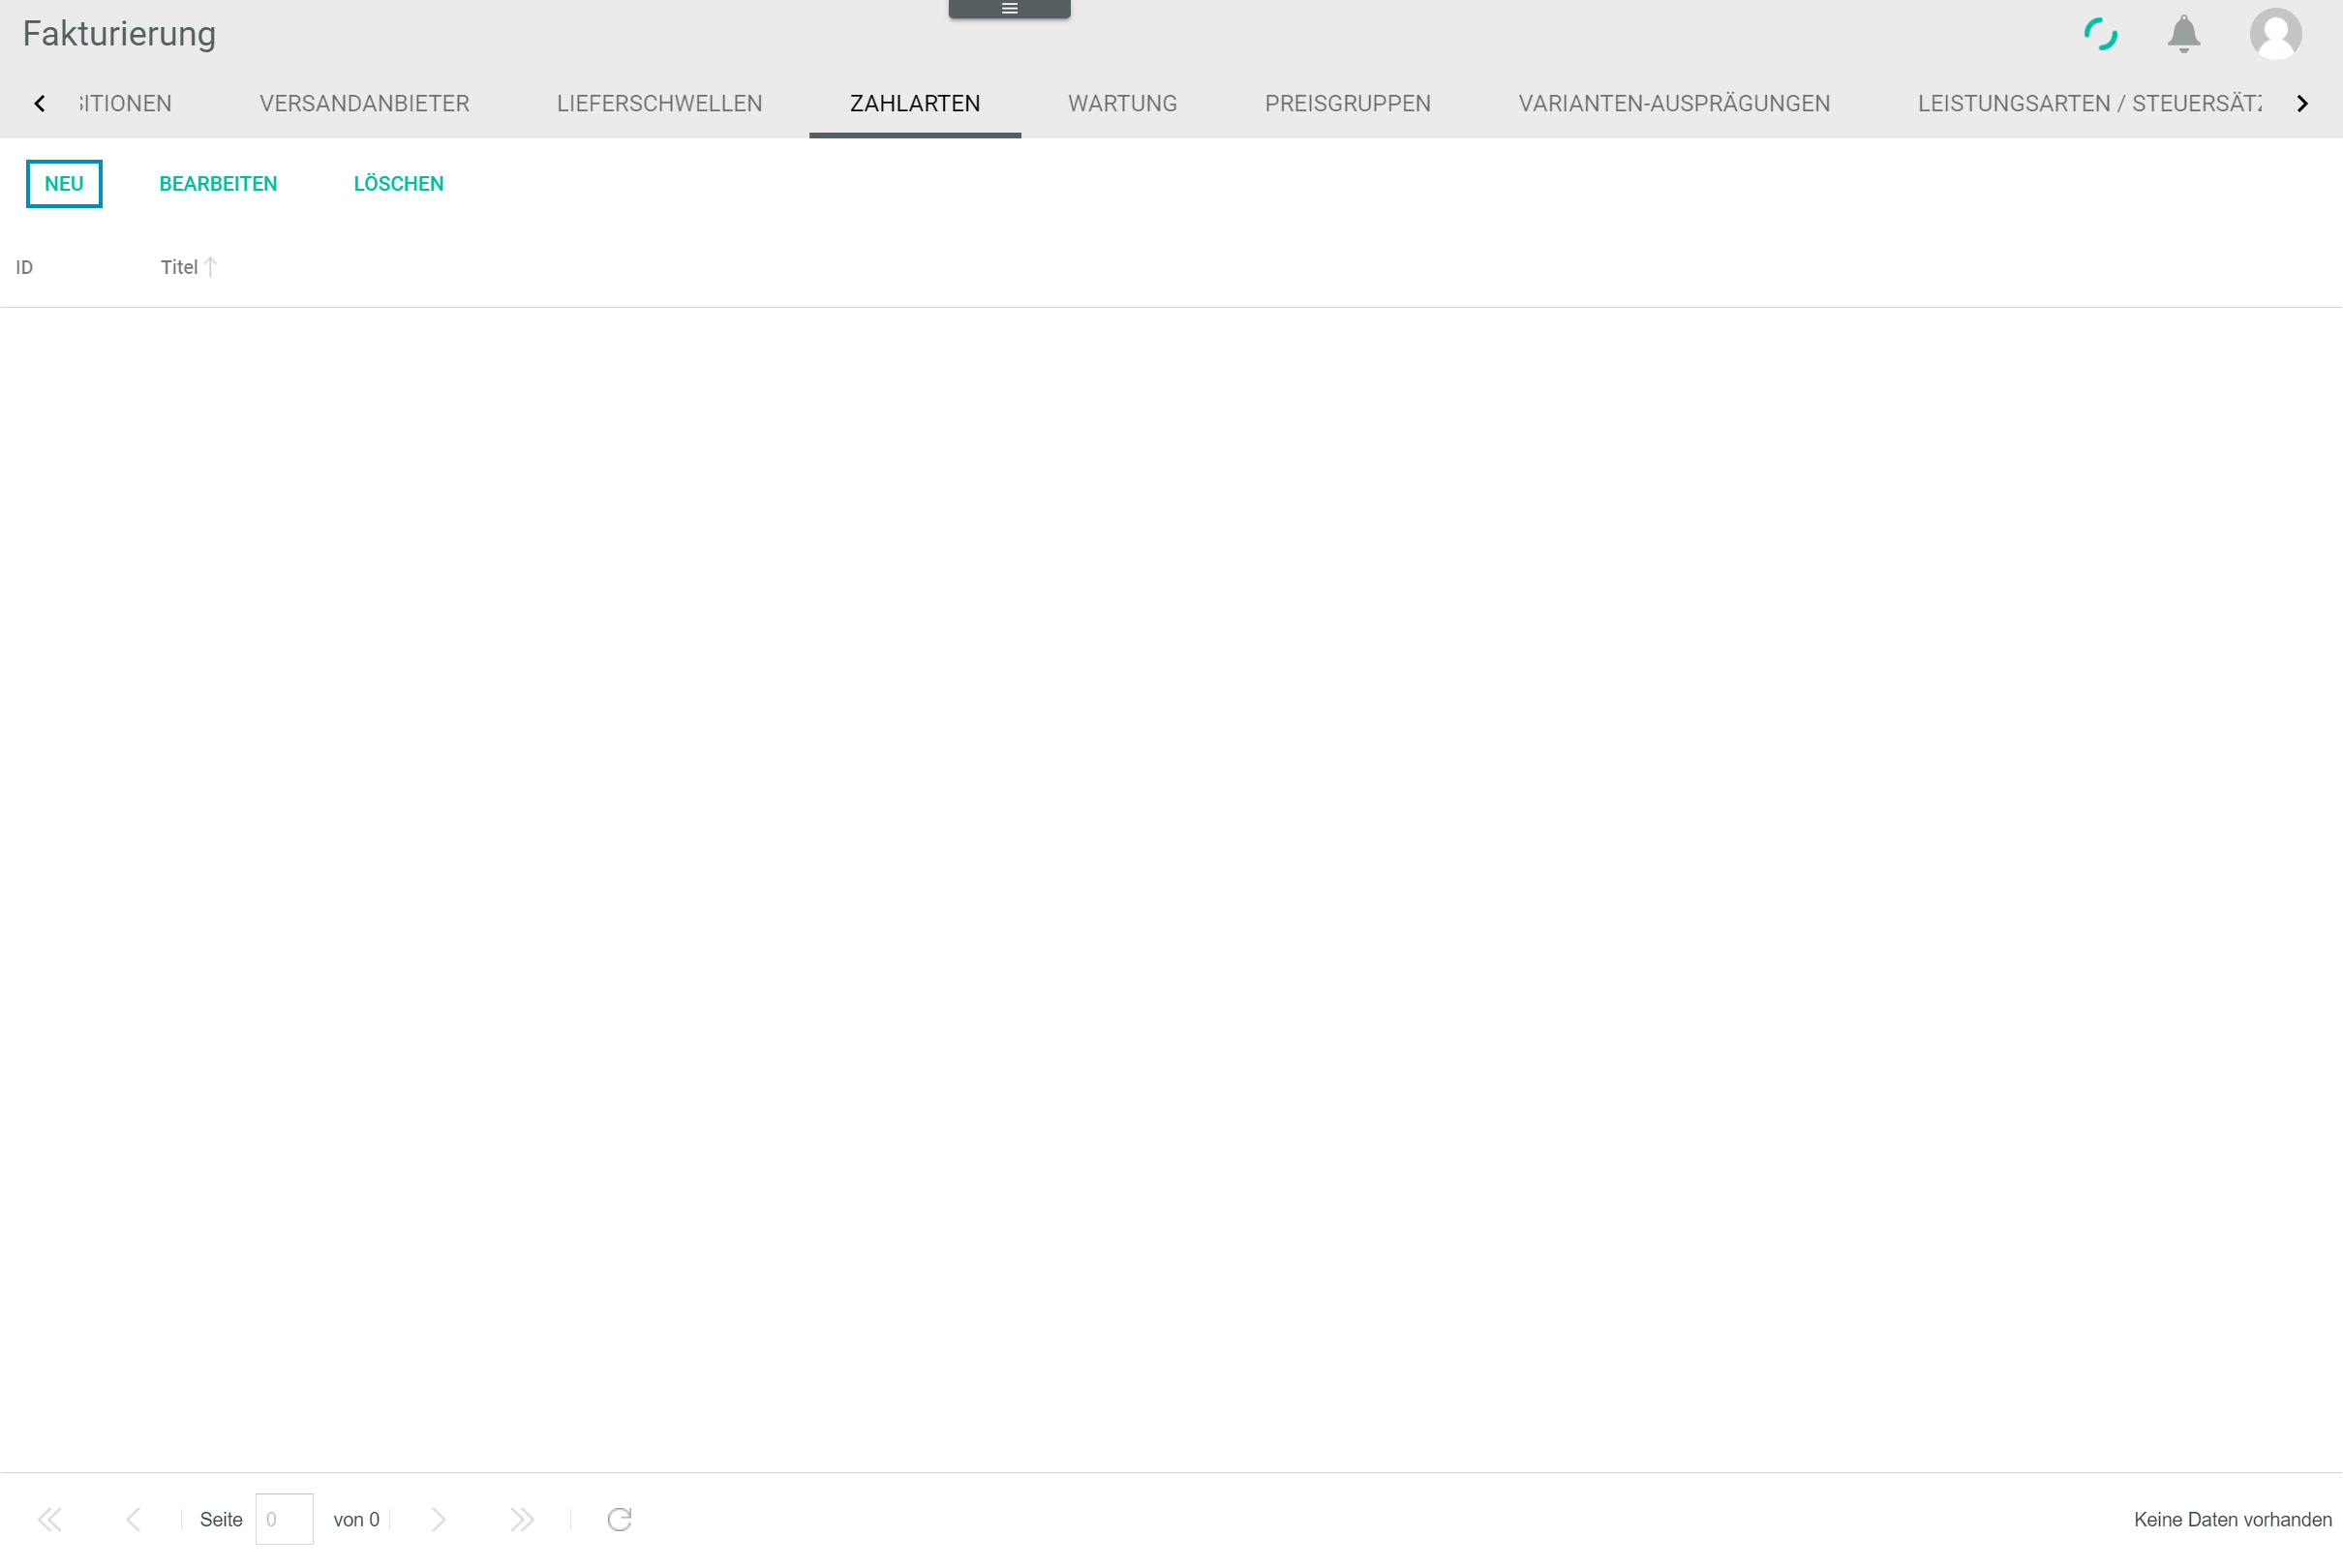 Fakturierung
ITIONEN VERSANDANBIETER LIEFERSCHWELLEN ZAHLARTEN WARTUNG PREISGRUPPEN VARIANTEN-AUSPRÄGUNGEN LEISTUNGSARTEN / STEUERSÄTZ
NEU BEARBEITEN LÖSCHEN
ID Titel
Seite 0 von 0 Keine Daten vorhanden